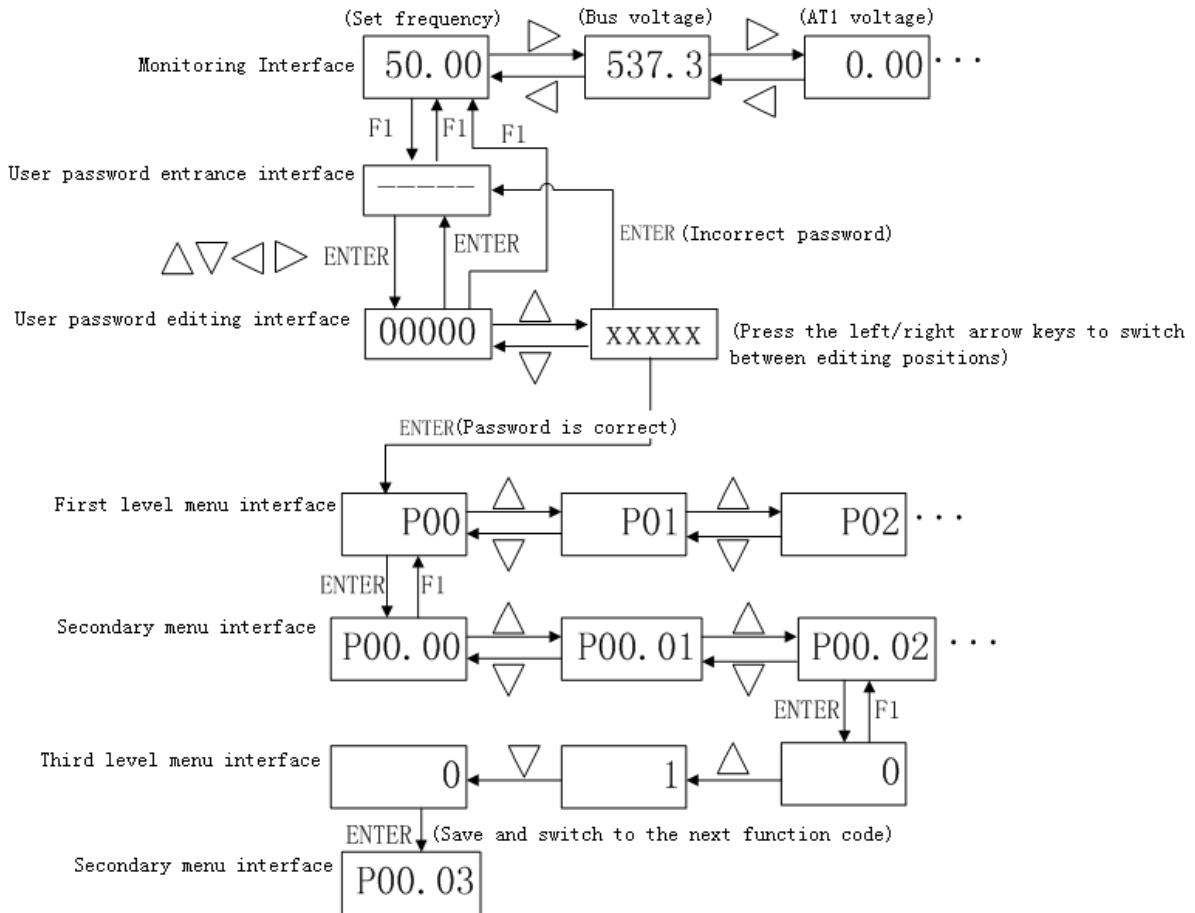 (Set frequency) (Bus voltage) (AT1 voltage)
Monitoring Interface 50.00 537.3 0.00 ···
F1 F1 F1
User password entrance interface -----
ENTER (Incorrect password)
ENTER ENTER
User password editing interface 00000 xxxxx (Press the left/right arrow keys to switch
between editing positions)
ENTER(Password is correct)
First level menu interface P00 P01 P02 ···
ENTER F1
Secondary menu interface P00.00 P00.01 P00.02 ···
ENTER F1
Third level menu interface 0 1 0
ENTER (Save and switch to the next function code)
Secondary menu interface P00.03